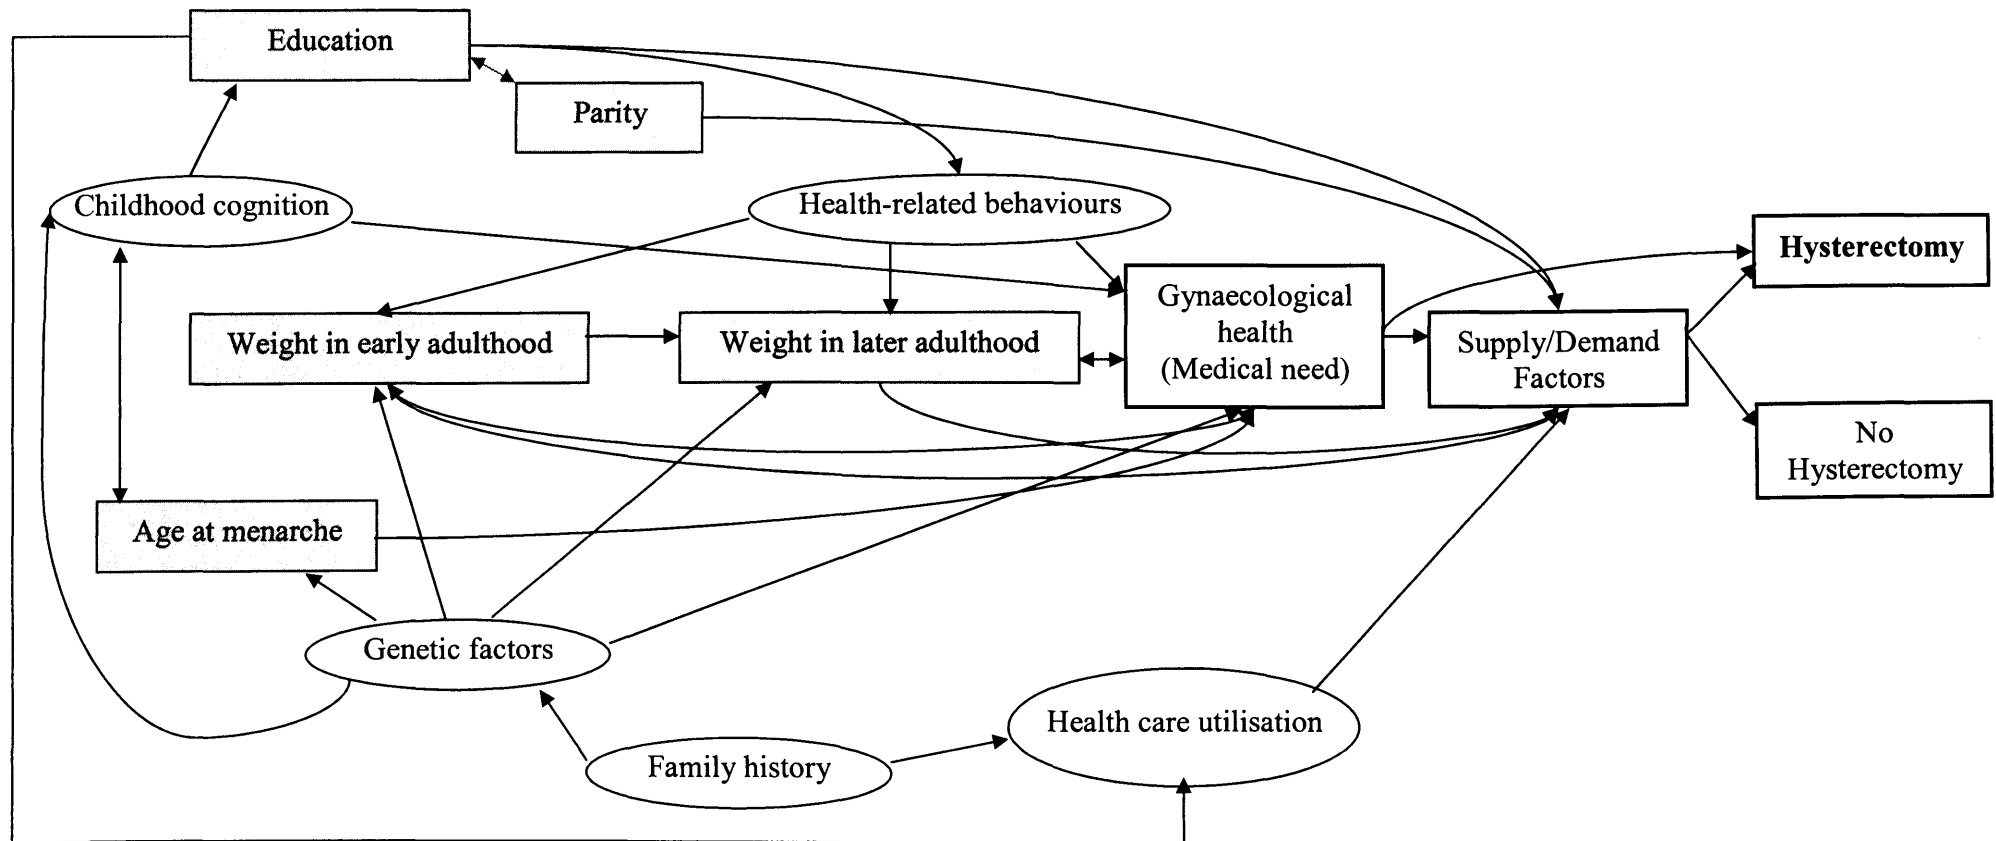 Education
Parity
Childhood cognition
Health-related behaviours
Hysterectomy
Gynaecological
health
(Medical need)
Weight in early adulthood
Weight in later adulthood
Supply/Demand
Factors
No
Hysterectomy
Age at menarche
Genetic factors
Health care utilisation
Family history